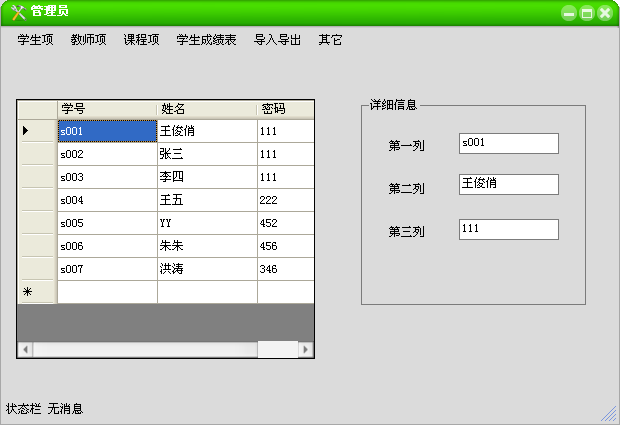 管理员
学生项 教师项 课程项 学生成绩表 导入导出 其它
学号 姓名 密码
s001 王俊俏 111
s002 张三 111
s003 李四 111
s004 王五 222
s005 YY 452
s006 朱朱 456
s007 洪涛 346
详细信息
第一列 s001
第二列 王俊俏
第三列 111
状态栏 无消息